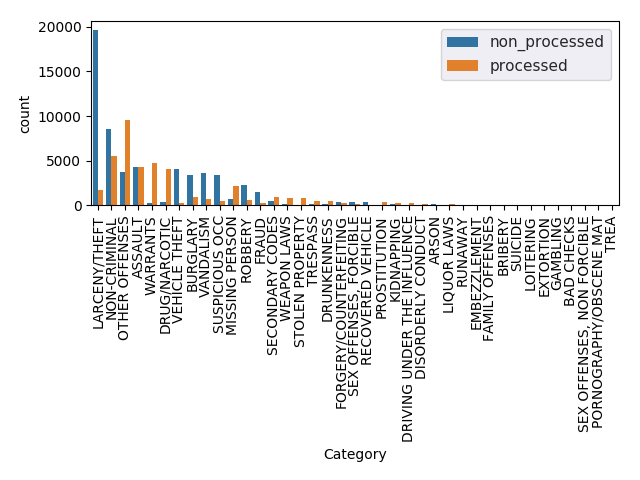 20000
15000
10000
5000
0
count
non_processed
processed
LARCENY/THEFT
NON-CRIMINAL
OTHER OFFENSES
ASSAULT
WARRANTS
DRUG/NARCOTIC
VEHICLE THEFT
BURGLARY
VANDALISM
SUSPICIOUS OCC
MISSING PERSON
ROBBERY
FRAUD
SECONDARY CODES
WEAPON LAWS
STOLEN PROPERTY
TRESPASS
DRUNKENNESS
FORGERY/COUNTERFEITING
SEX OFFENSES, FORCIBLE
RECOVERED VEHICLE
PROSTITUTION
KIDNAPPING
DRIVING UNDER THE INFLUENCE
DISORDERLY CONDUCT
ARSON
LIQUOR LAWS
RUNAWAY
EMBEZZLEMENT
FAMILY OFFENSES
BRIBERY
SUICIDE
LOITERING
EXTORTION
GAMBLING
BAD CHECKS
SEX OFFENSES, NON FORCIBLE
PORNOGRAPHY/OBSCENE MAT
TREA
Category